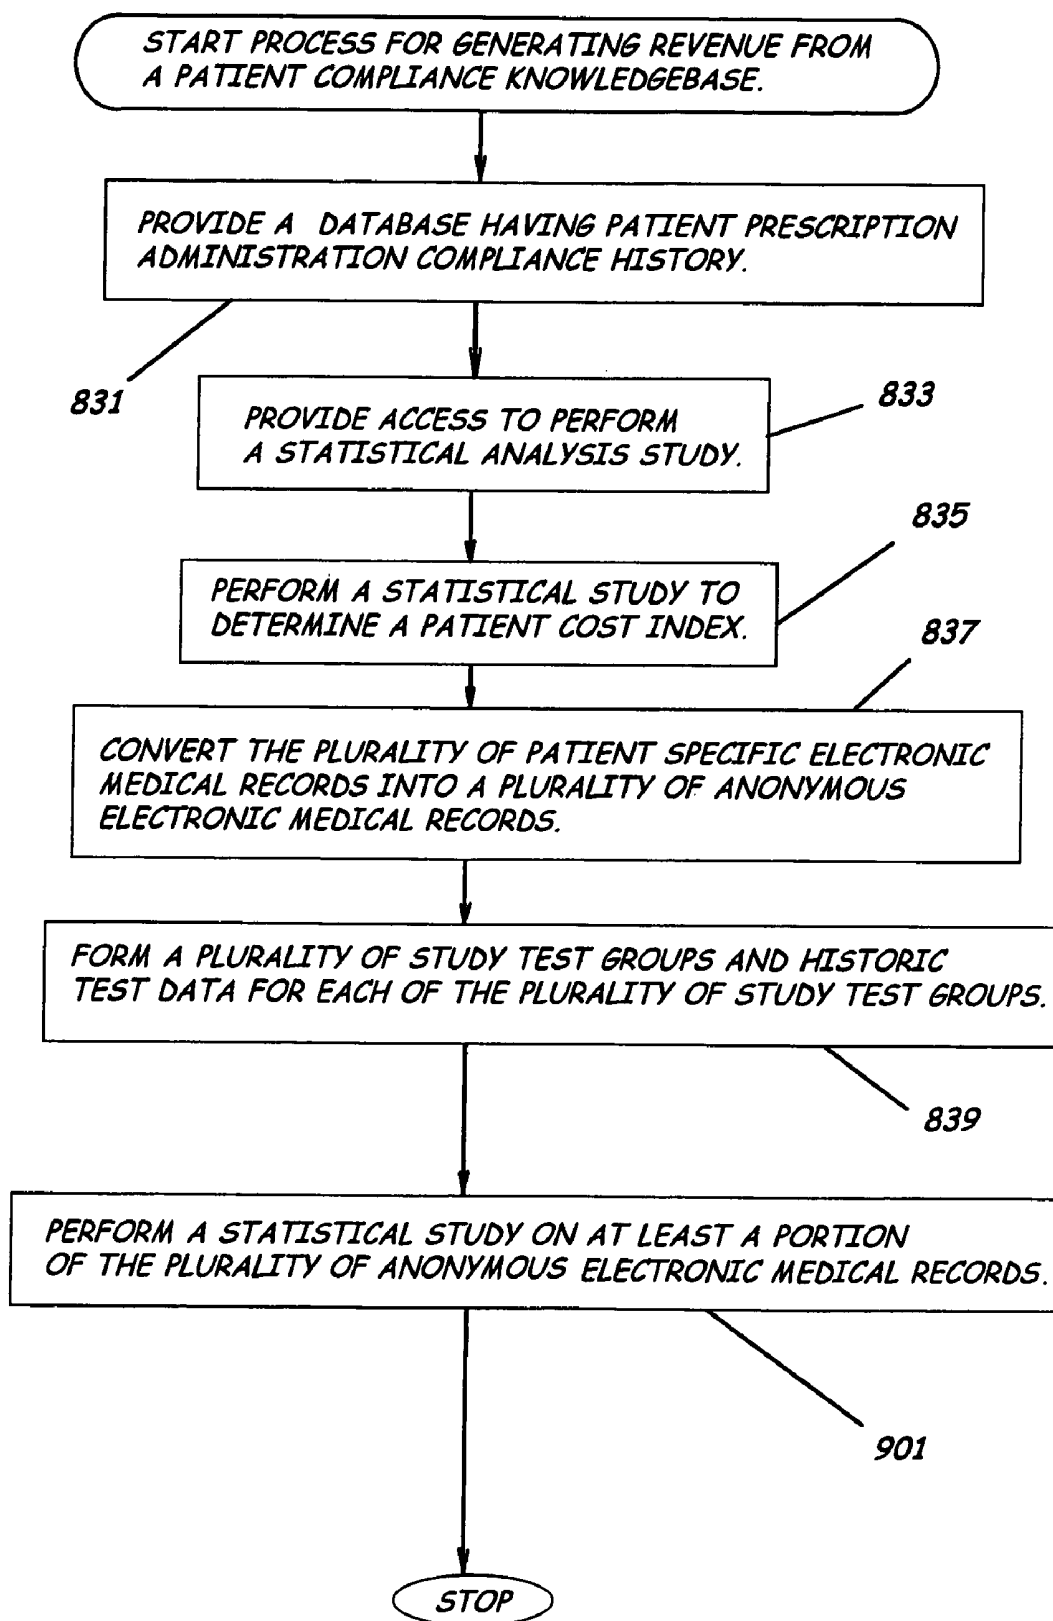 START PROCESS FOR GENERATING REVENUE FROM
A PATIENT COMPLIANCE KNOWLEDGEBASE.
PROVIDE A DATABASE HAVING PATIENT PRESCRIPTION
ADMINISTRATION COMPLIANCE HISTORY.
831
PROVIDE ACCESS TO PERFORM
A STATISTICAL ANALYSIS STUDY.
833
835
PERFORM A STATISTICAL STUDY TO
DETERMINE A PATIENT COST INDEX.
837
CONVERT THE PLURALITY OF PATIENT SPECIFIC ELECTRONIC
MEDICAL RECORDS INTO A PLURALITY OF ANONYMOUS
ELECTRONIC MEDICAL RECORDS.
FORM A PLURALITY OF STUDY TEST GROUPS AND HISTORIC
TEST DATA FOR EACH OF THE PLURALITY OF STUDY TEST GROUPS.
839
PERFORM A STATISTICAL STUDY ON AT LEAST A PORTION
OF THE PLURALITY OF ANONYMOUS ELECTRONIC MEDICAL RECORDS.
901
STOP